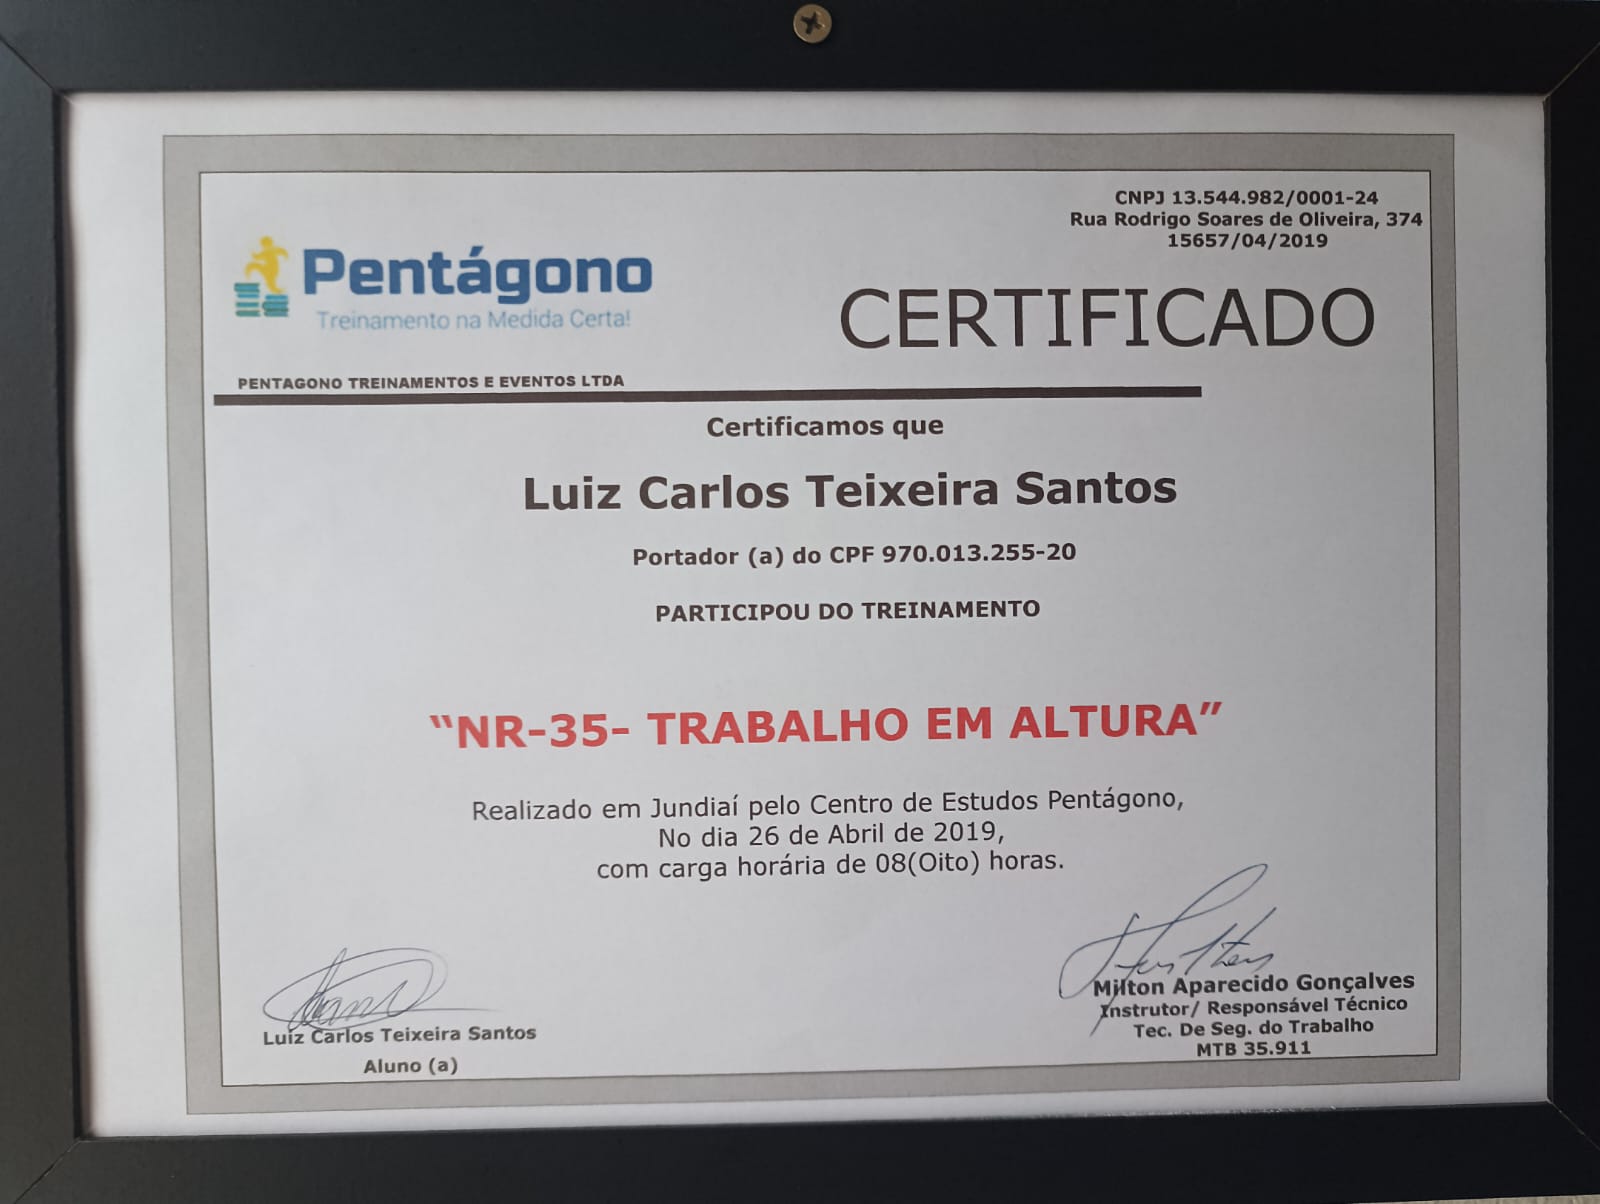 CNPJ 13.544.982/0001-24
Rua Rodrigo Soares de Oliveira, 374
15657/04/2019
Pentágono
Treinamento na Medida Certa!
CERTIFICADO
PENTAGONO TREINAMENTOS E EVENTOS LTDA
Certificamos que
Luiz Carlos Teixeira Santos
Portador (a) do CPF 970.013.255-20
PARTICIPOU DO TREINAMENTO
“NR-35- TRABALHO EM ALTURA”
Realizado em Jundiaí pelo Centro de Estudos Pentágono,
No dia 26 de Abril de 2019,
com carga horária de 08(Oito) horas.
Luiz Carlos Teixeira Santos
Aluno (a)
Milton Aparecido Gonçalves
Instrutor/ Responsável Técnico
Tec. De Seg. do Trabalho
MTB 35.911